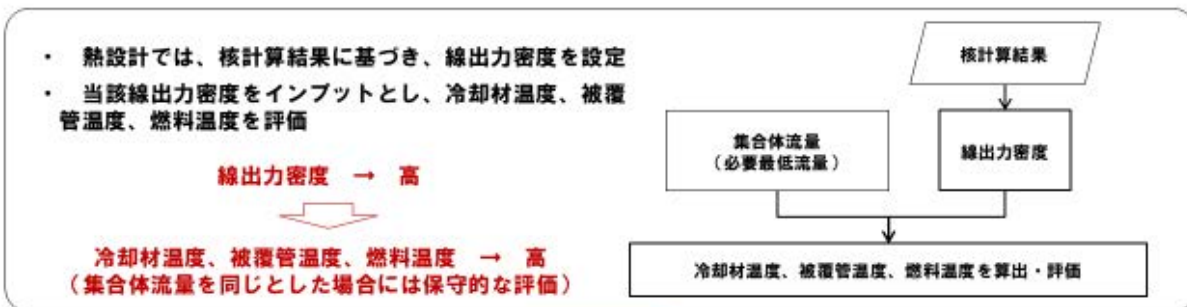 ・ 熱設計では、核計算結果に基づき、線出力密度を設定
・ 当該線出力密度をインプットとし、冷却材温度、被覆
管温度、燃料温度を評価
線出力密度 → 高
冷却材温度、被覆管温度、燃料温度 → 高
（集合体流量を同じとした場合には保守的な評価）
核計算結果
集合体流量
（必要最低流量）
線出力密度
冷却材温度、被覆管温度、燃料温度を算出・評価